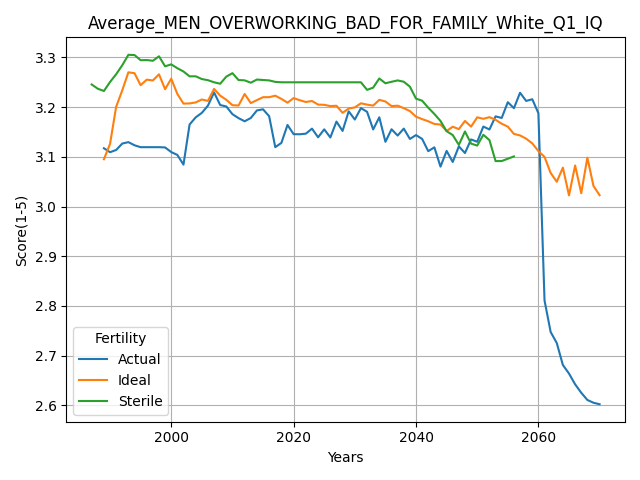 Average_MEN_OVERWORKING_BAD_FOR_FAMILY_White_Q1_IQ
Score(1-5)
3.3
3.2
3.1
3.0
2.9
2.8
2.7
2.6
Fertility
Actual
Ideal
Sterile
2000 2020 2040 2060
Years